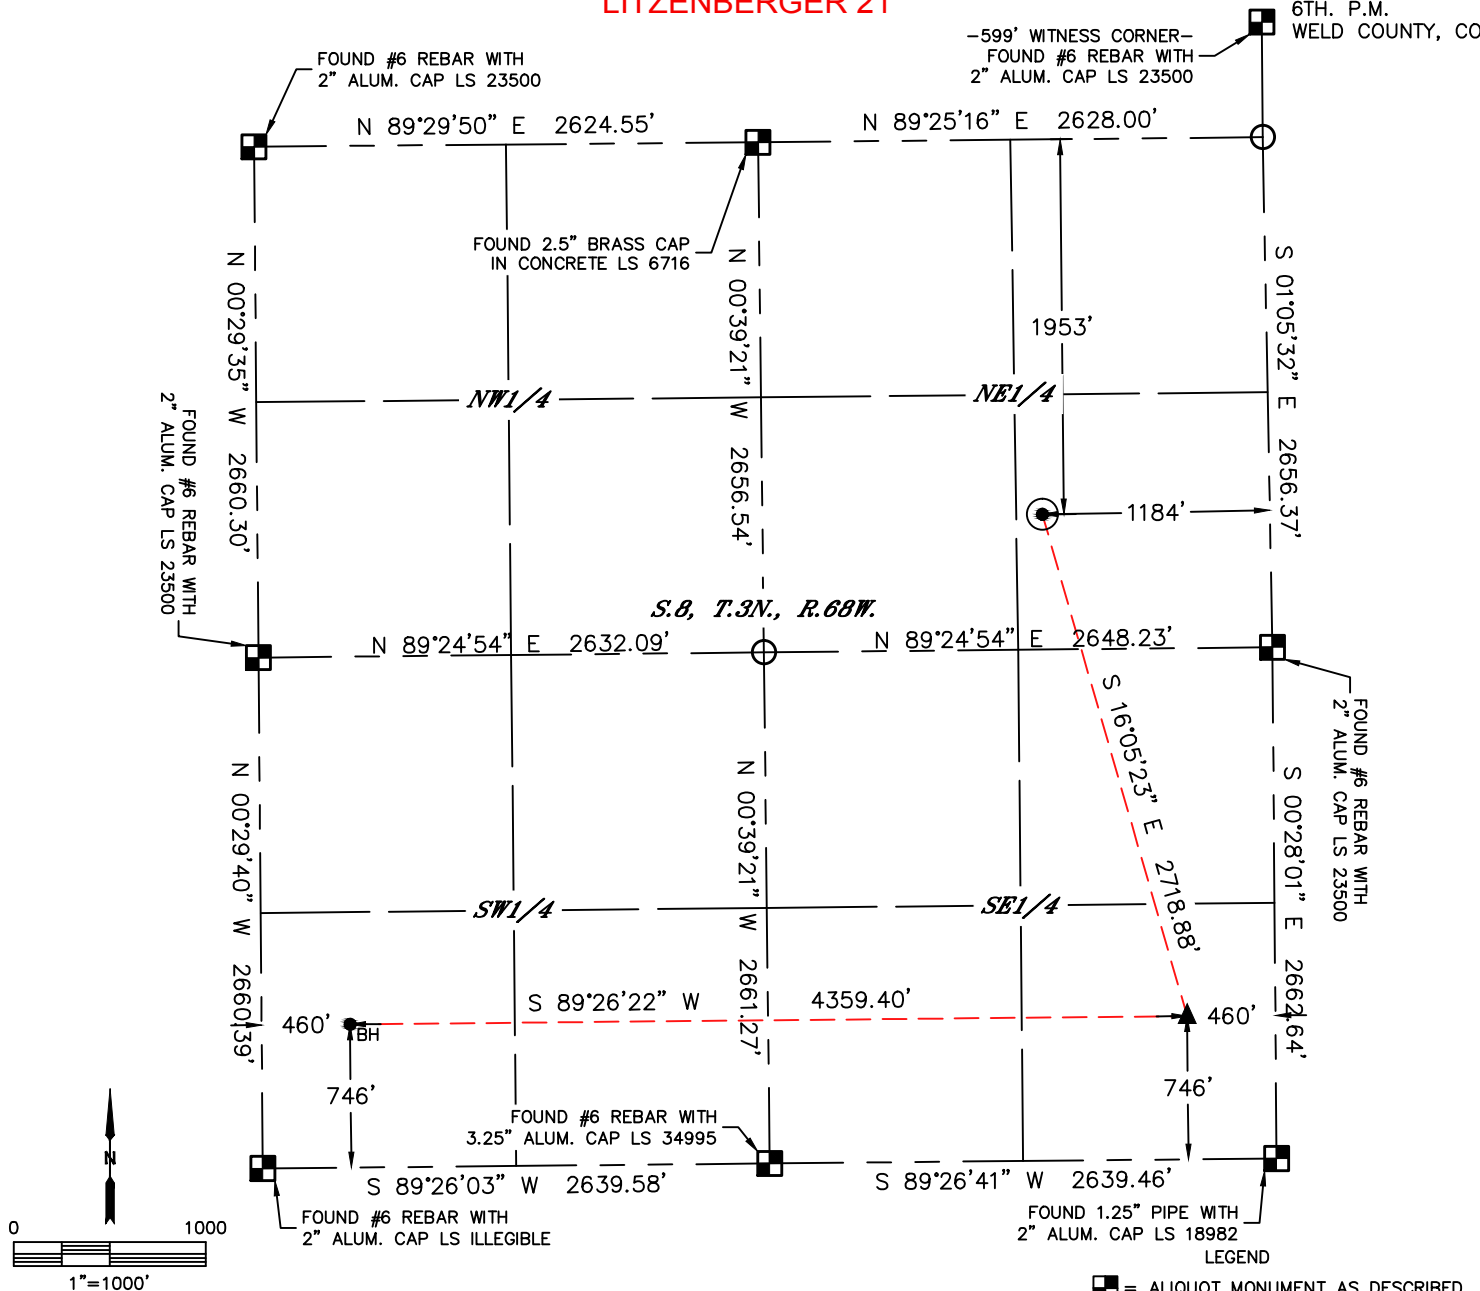 LITZENBERGER 21
6TH. P.M.
WELD COUNTY, CO
-599' WITNESS CORNER-
FOUND #6 REBAR WITH
2" ALUM. CAP LS 23500
FOUND #6 REBAR WITH
2" ALUM. CAP LS 23500
N 89°29'50" E 2624.55'
N 89°25'16" E 2628.00'
FOUND 2.5" BRASS CAP
IN CONCRETE LS 6716
N 00°29'35" W 2660.30'
N 00°39'21" W 2656.54'
S 01°05'32" E 2656.37'
1953'
NW1/4
NE1/4
FOUND #6 REBAR WITH
2" ALUM. CAP LS 23500
1184'
S.8, T.3N., R.68W.
N 89°24'54" E 2632.09'
N 89°24'54" E 2648.23'
S 16°05'23" E 2718.88'
FOUND #6 REBAR WITH
2" ALUM. CAP LS 23500
N 00°29'40" W 2660.39'
N 00°39'21" W 2661.27'
S 00°28'01" E 2662.64'
SW1/4
SE1/4
S 89°26'22" W 4359.40'
460'
BH
460'
746'
746'
FOUND #6 REBAR WITH
3.25" ALUM. CAP LS 34995
N
S 89°26'03" W 2639.58'
S 89°26'41" W 2639.46'
FOUND #6 REBAR WITH
2" ALUM. CAP LS ILLEGIBLE
FOUND 1.25" PIPE WITH
2" ALUM. CAP LS 18982
0 1000
1"=1000'
LEGEND
= ALIQUOT MONUMENT AS DESCRIBED